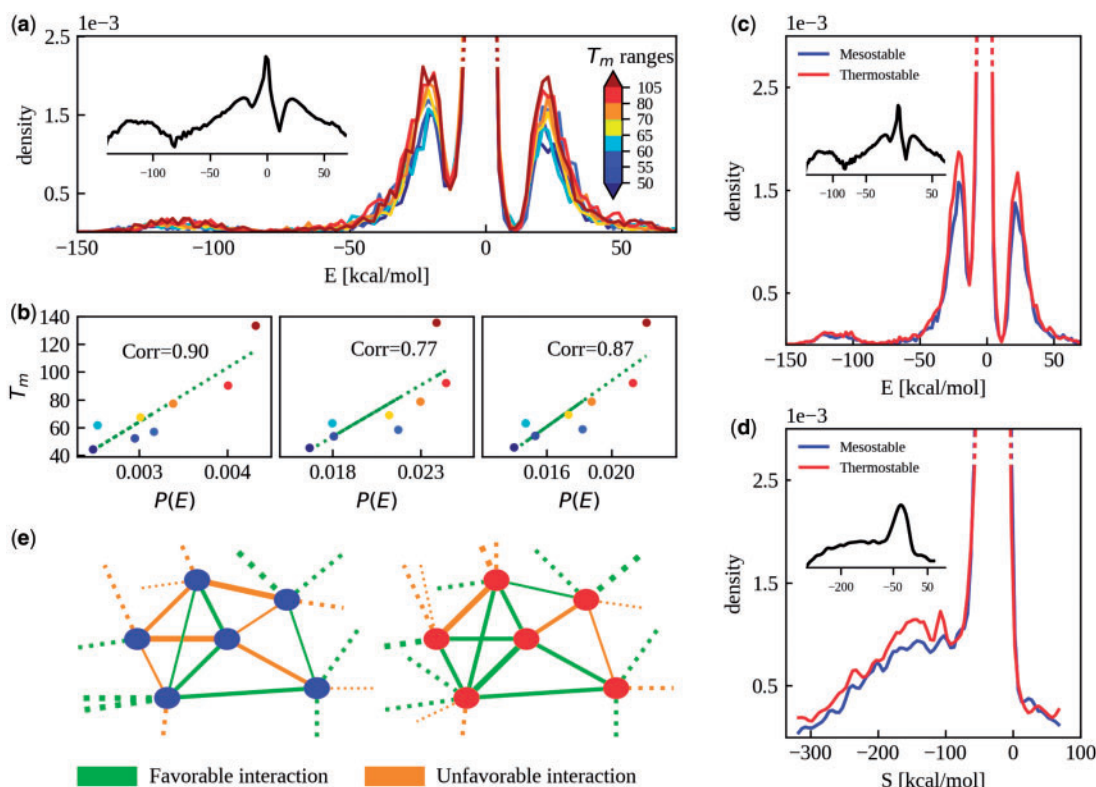 (a)
1e−3
2.5
1.5
0.5
density
−150
−100
−50
0
50
E [kcal/mol]
-100
-50
0
50
Tm ranges
105
80
70
65
60
55
50
(b)
140
120
100
80
60
40
Tm
Corr=0.90
0.003
0.004
P(E)
Corr=0.77
0.018
0.023
P(E)
Corr=0.87
0.016
0.020
P(E)
(c)
1e−3
2.5
1.5
0.5
density
Mesostable
Thermostable
-100
-50
0
50
−150
−100
−50
0
50
E [kcal/mol]
(d)
1e−3
2.5
1.5
0.5
density
Mesostable
Thermostable
-200
−50
50
−300
−200
−100
0
100
S [kcal/mol]
(e)
Favorable interaction
Unfavorable interaction